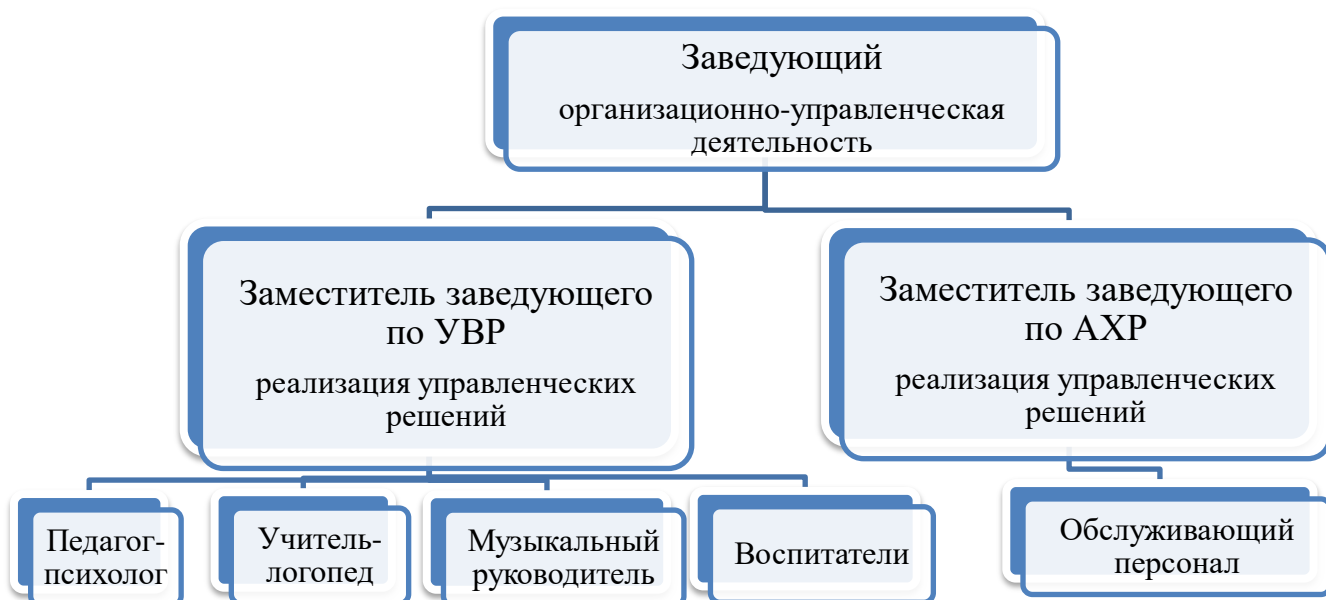 Заведующий
организационно-управленческая
деятельность
Заместитель заведующего
по УВР
реализация управленческих
решений
Заместитель заведующего
по АХР
реализация управленческих
решений
Педагог-
психолог
Учитель-
логопед
Музыкальный
руководитель
Воспитатели
Обслуживающий
персонал